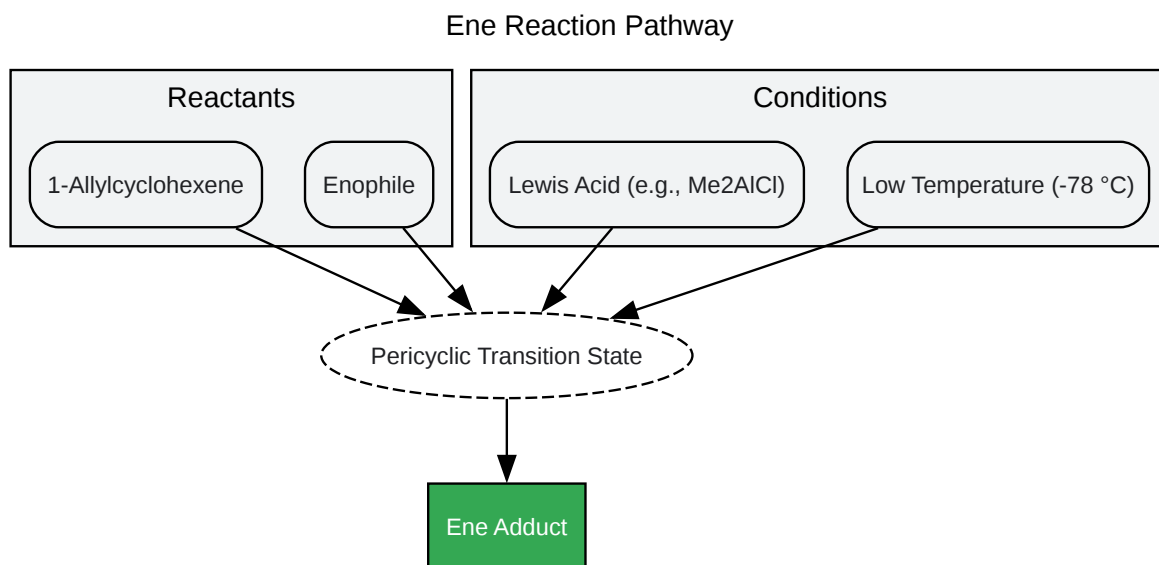 Ene Reaction Pathway
Reactants
Conditions
1-Allylcyclohexene
Enophile
Lewis Acid (e.g., Me2AlCl)
Low Temperature (-78 °C)
Pericyclic Transition State
Ene Adduct